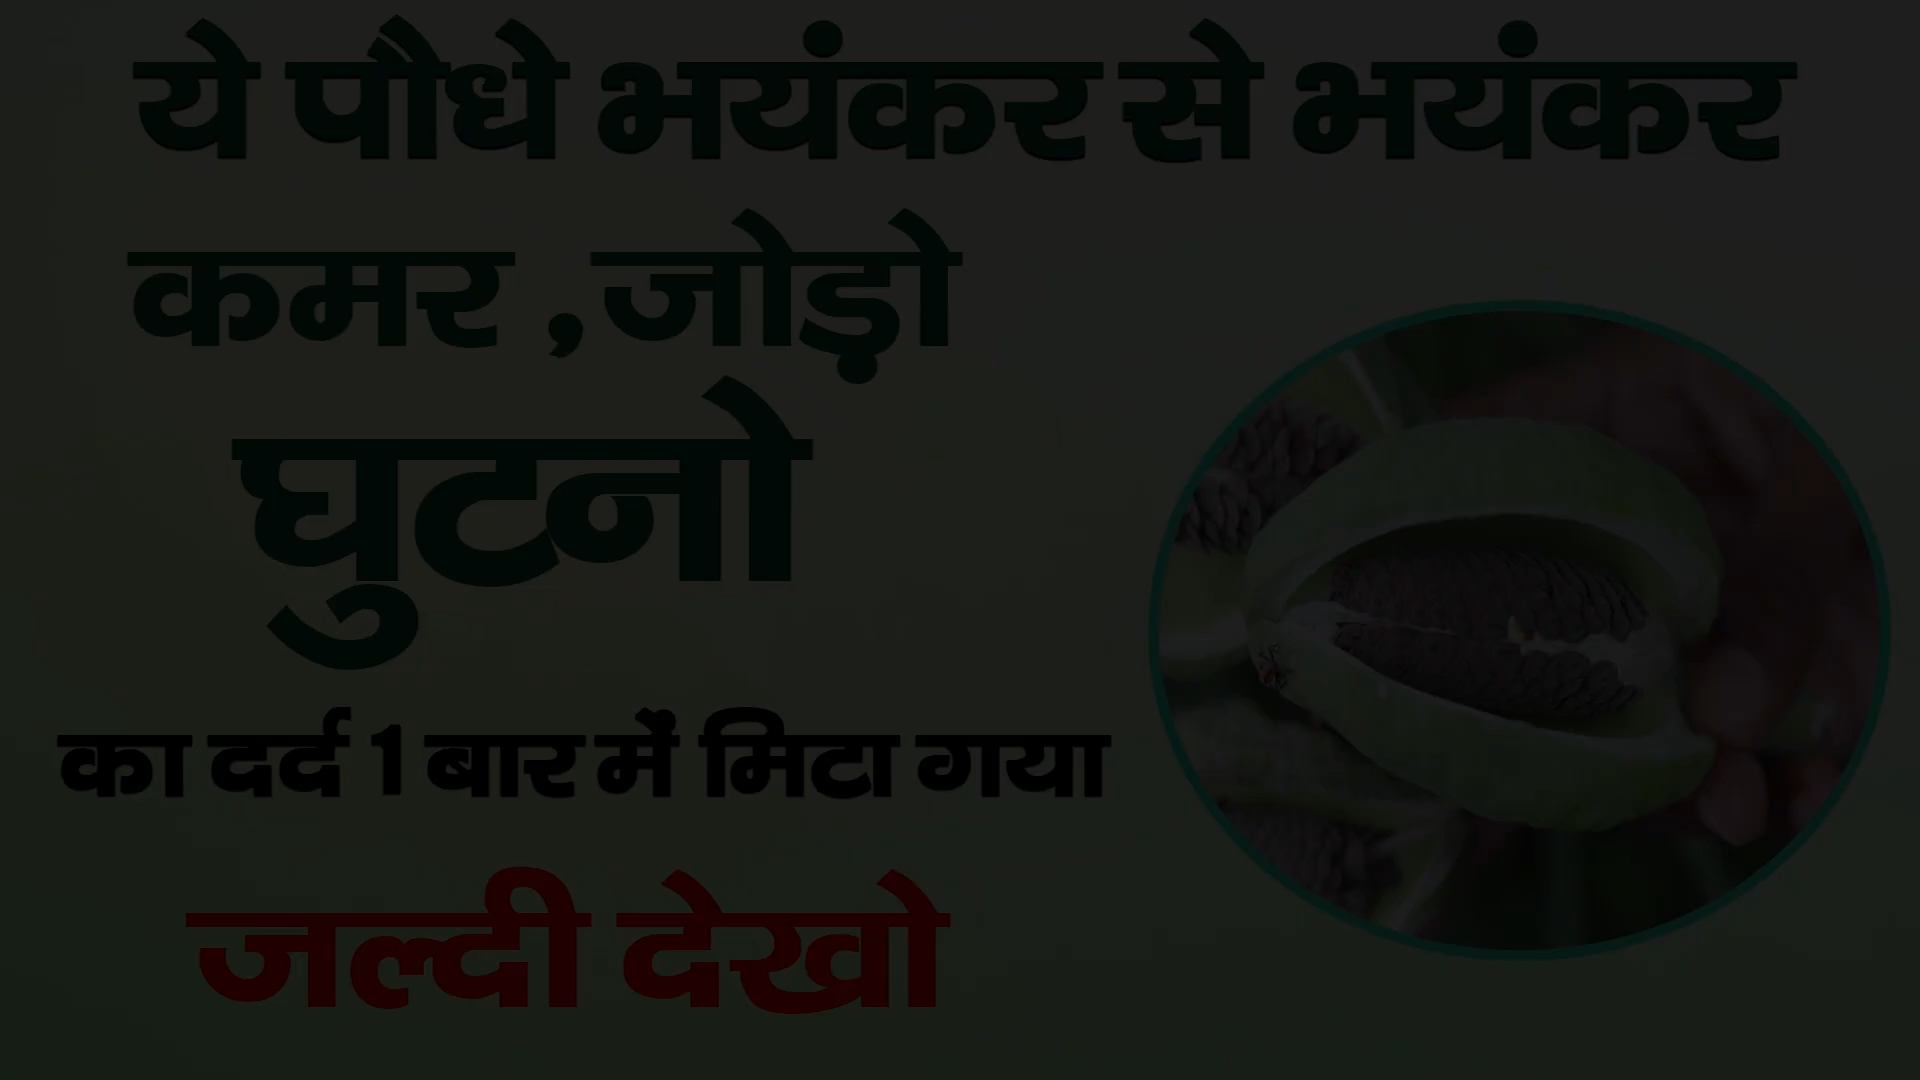 ये पौधे भयंकर से भयंकर
कमर ,जोड़ो
घुटनो
का दर्द 1 बार में मिटा गया
जल्दी देखो